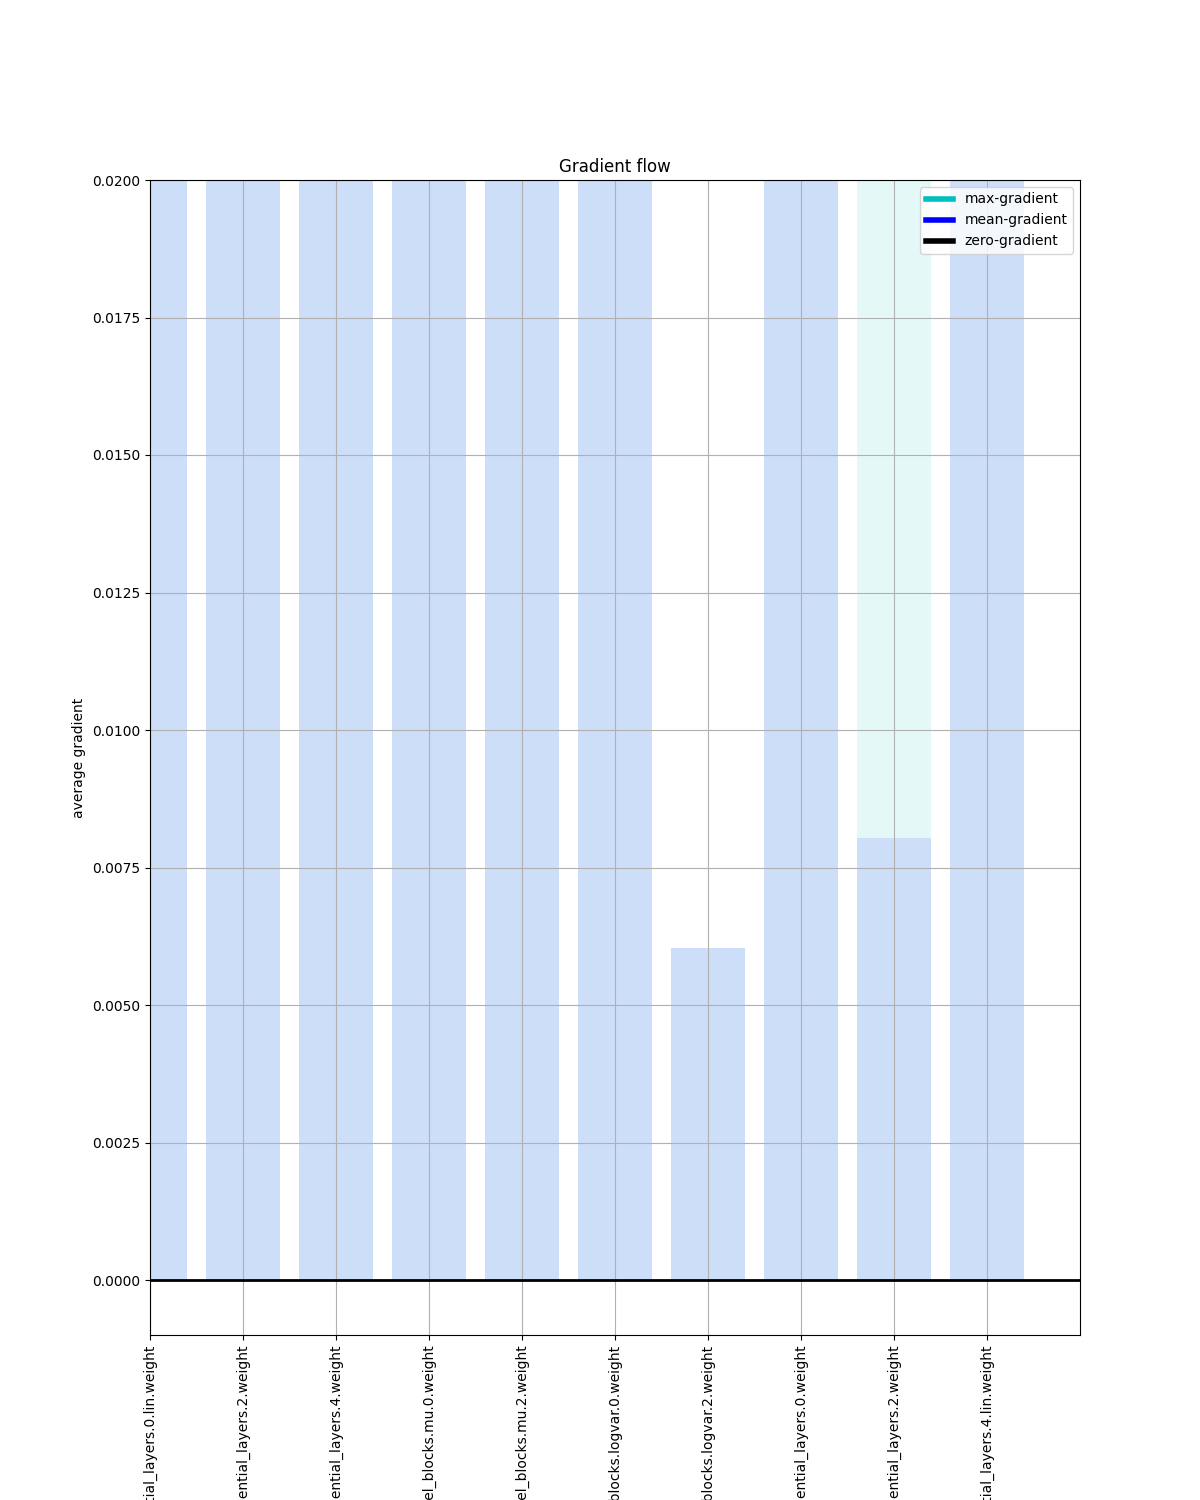 Gradient flow
max-gradient
mean-gradient
zero-gradient
0.0200
0.0175
0.0150
0.0125
0.0100
0.0075
0.0050
0.0025
0.0000
average gradient
tial_layers.0.lin.weight
ential_layers.2.weight
ential_layers.4.weight
el_blocks.mu.0.weight
el_blocks.mu.2.weight
blocks.logvar.0.weight
blocks.logvar.2.weight
ential_layers.0.weight
ential_layers.2.weight
tial_layers.4.lin.weight